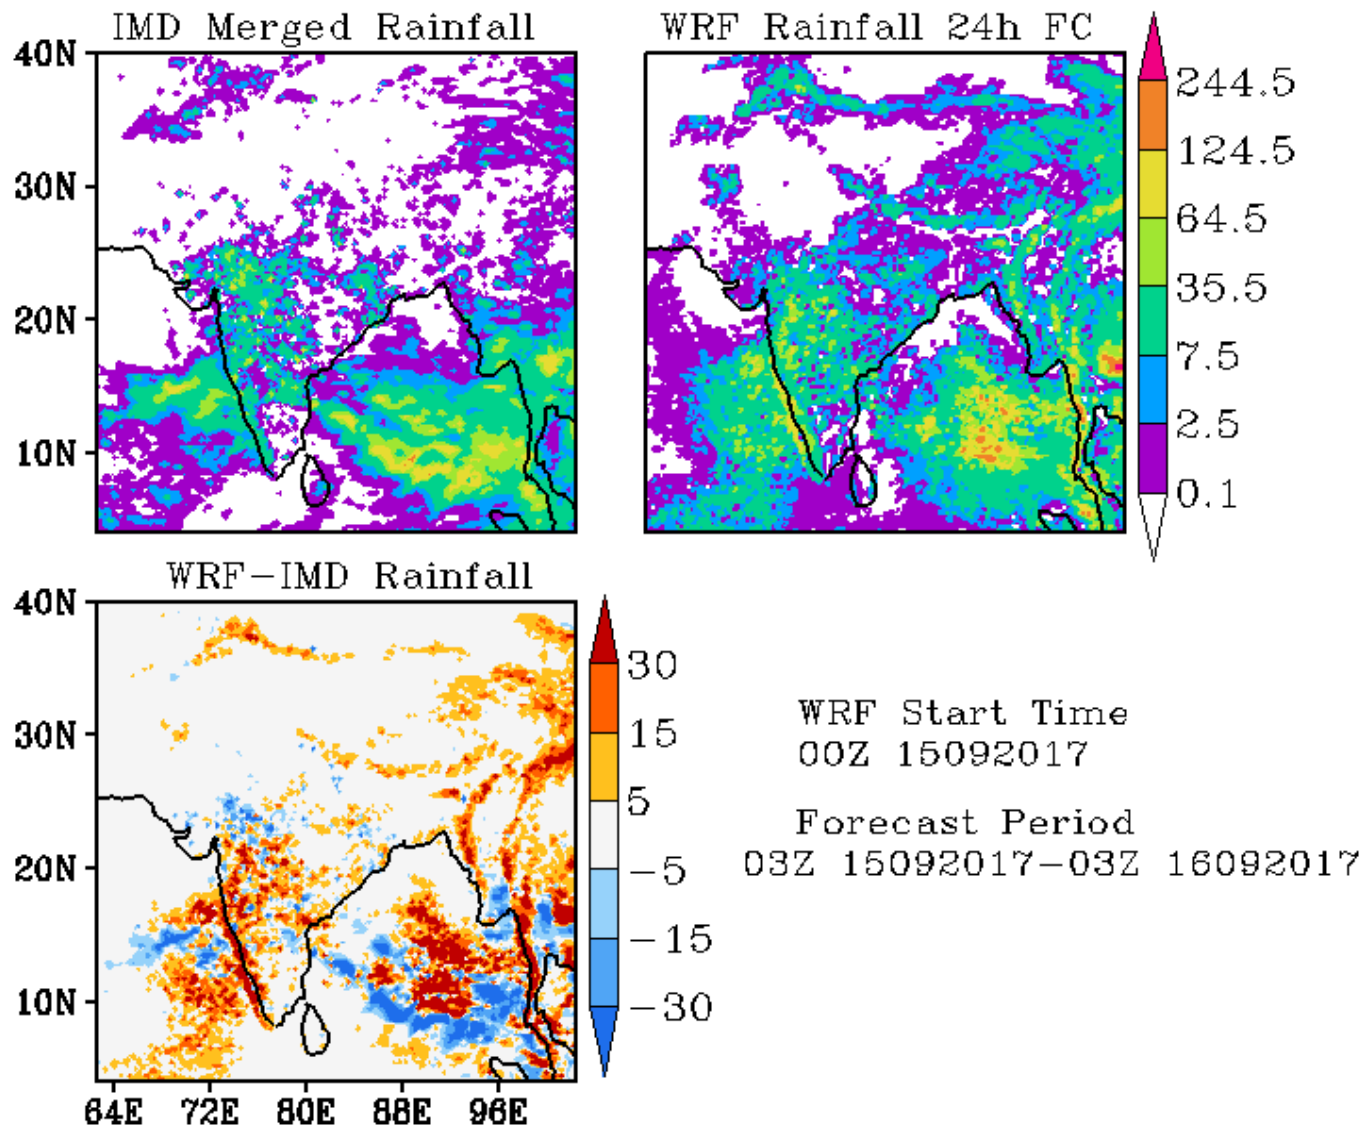 IMD Merged Rainfall
WRF Rainfall 24h FC
40N
30N
20N
10N
244.5
124.5
64.5
35.5
7.5
2.5
0.1
WRF-IMD Rainfall
40N
30N
20N
10N
64E 72E 80E 88E 96E
30
15
5
-5
-15
-30
WRF Start Time
00Z 15092017
Forecast Period
03Z 15092017-03Z 16092017